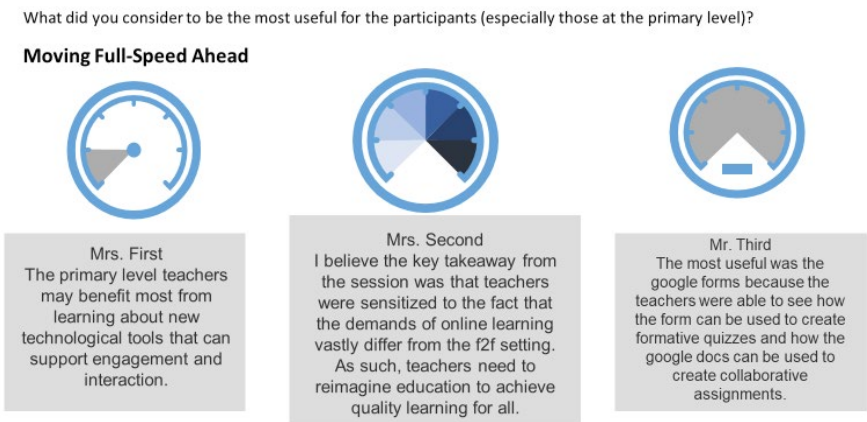 What did you consider to be the most useful for the participants (especially those at the primary level)?
Moving Full-Speed Ahead
Mrs. First
The primary level teachers
may benefit most from
learning about new
technological tools that can
support engagement and
interaction.
Mrs. Second
I believe the key takeaway from
the session was that teachers
were sensitized to the fact that
the demands of online learning
vastly differ from the f2f setting.
As such, teachers need to
reimagine education to achieve
quality learning for all.
Mr. Third
The most useful was the
google forms because the
teachers were able to see how
the form can be used to create
formative quizzes and how the
google docs can be used to
create collaborative
assignments.